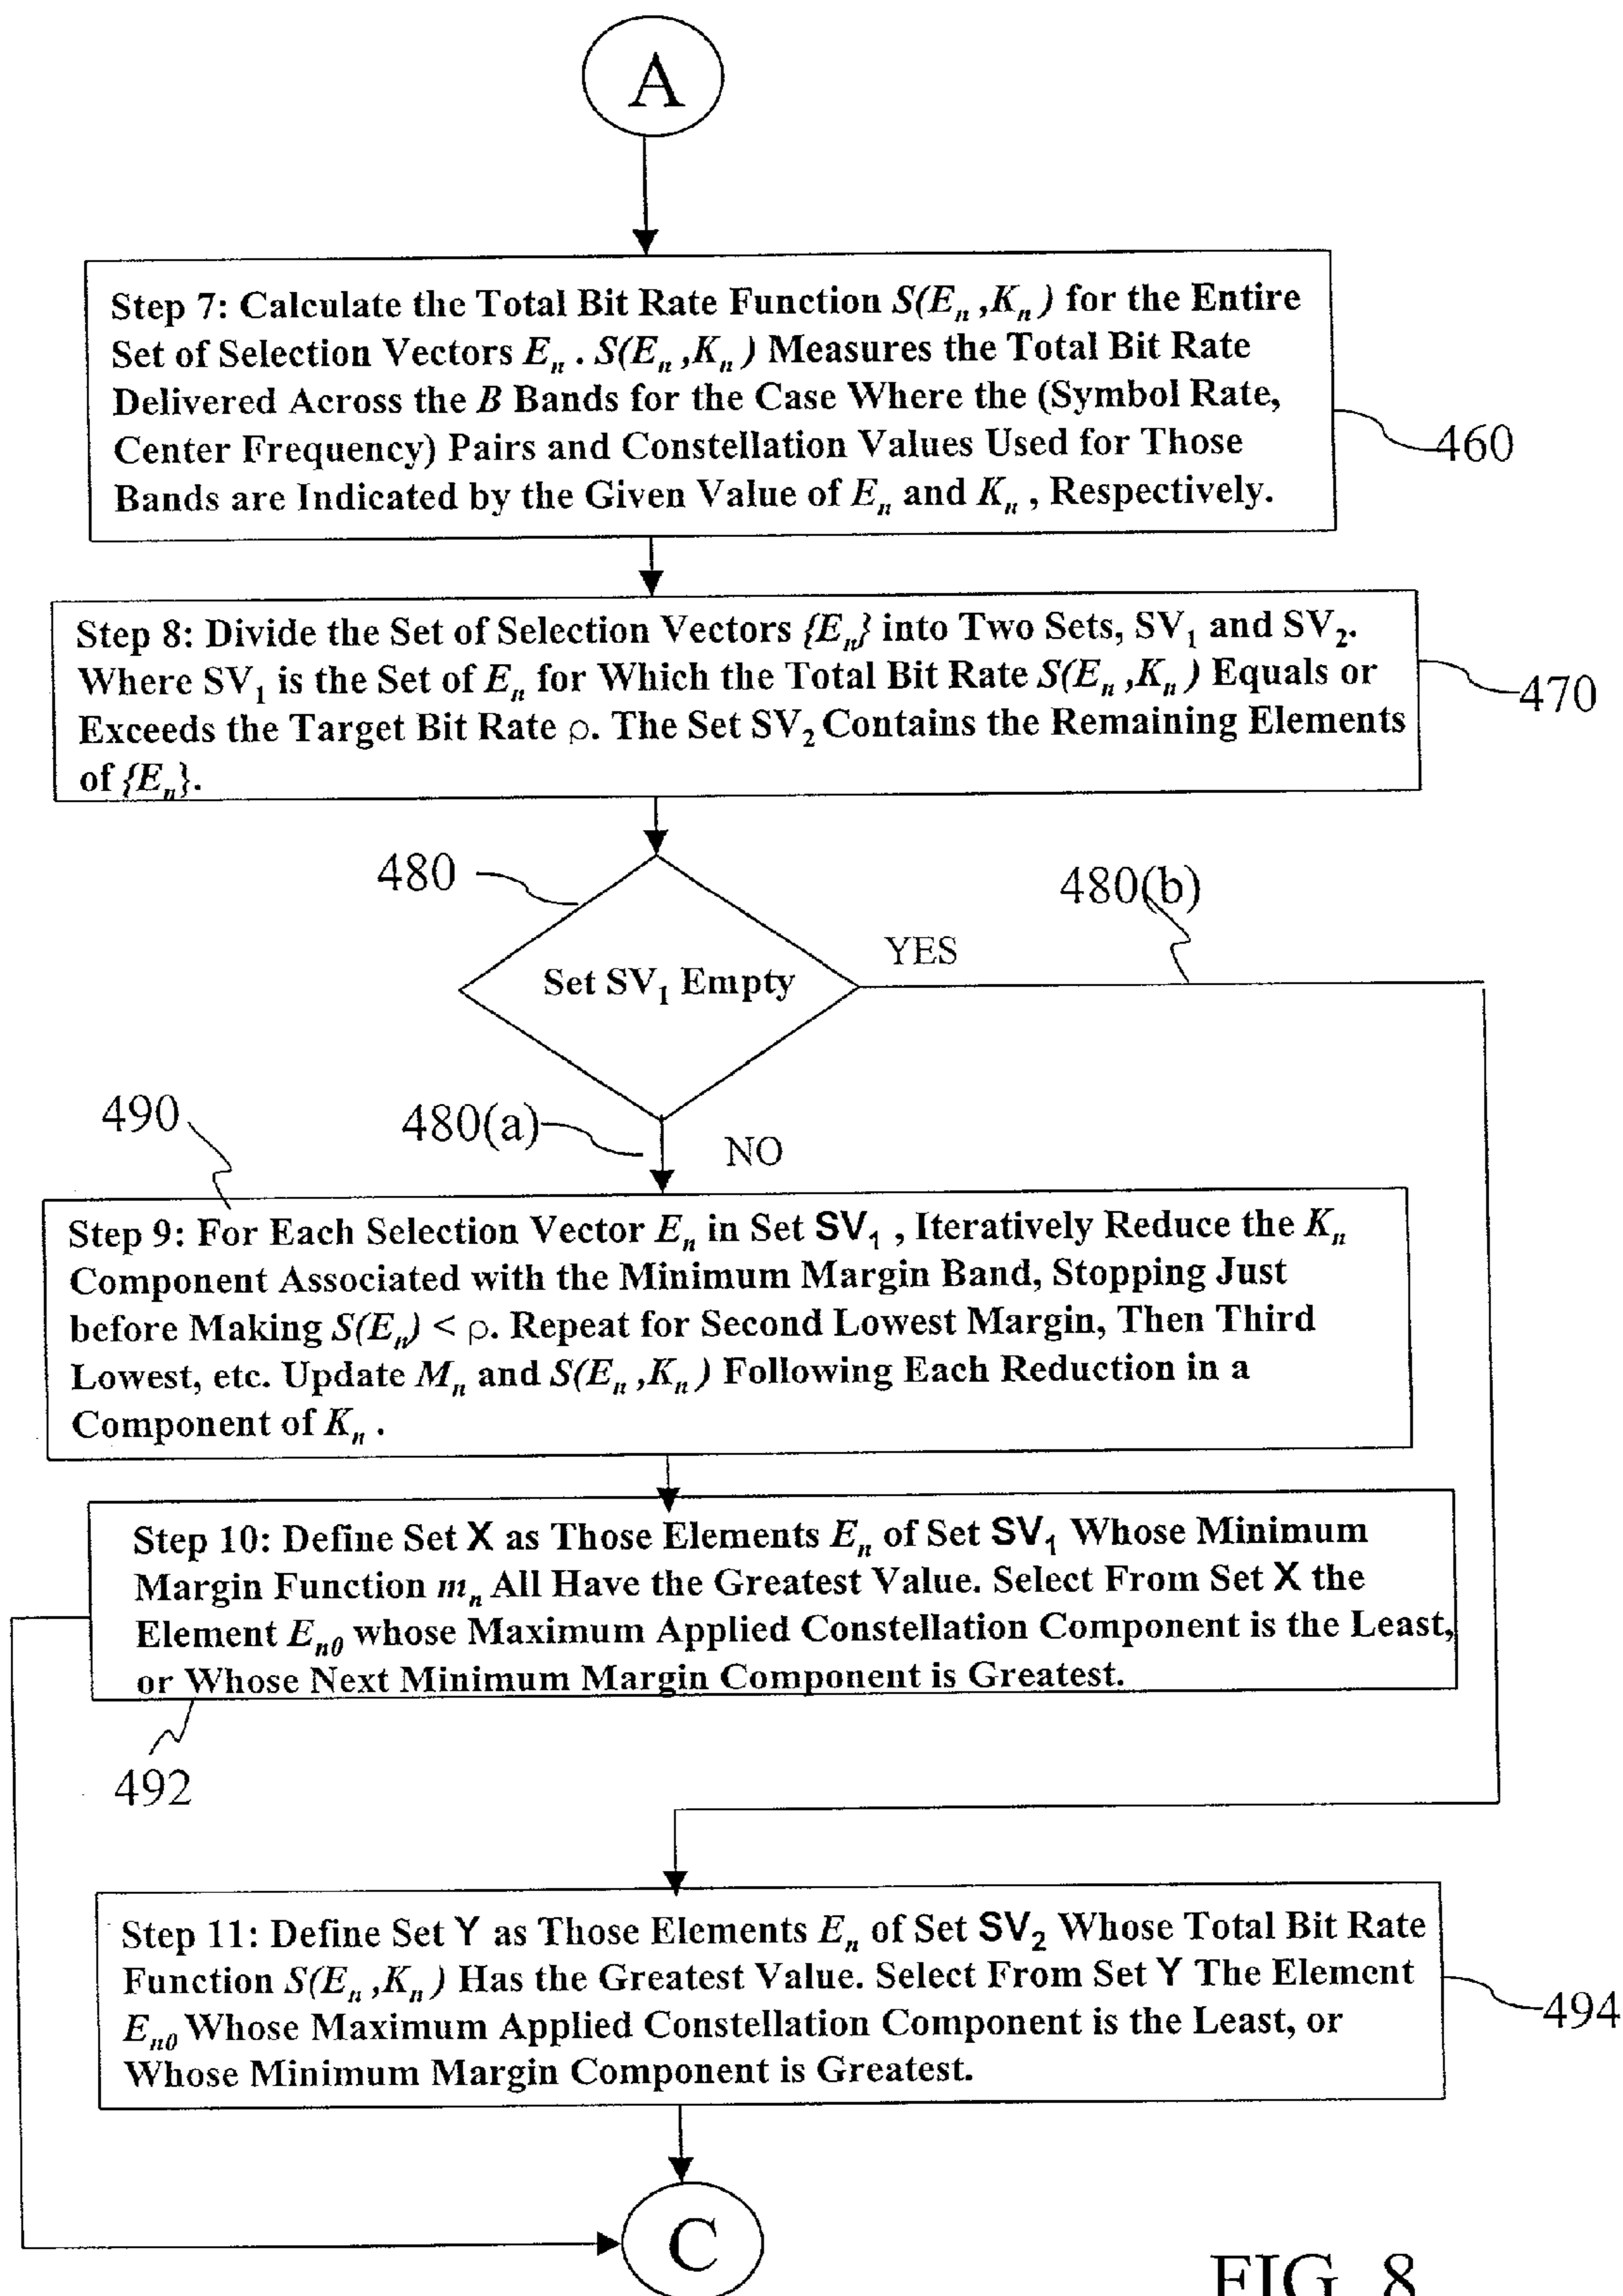 A
Step 7: Calculate the Total Bit Rate Function S(Eₙ ,Kₙ ) for the Entire
Set of Selection Vectors Eₙ . S(Eₙ ,Kₙ ) Measures the Total Bit Rate
Delivered Across the B Bands for the Case Where the (Symbol Rate,
Center Frequency) Pairs and Constellation Values Used for Those
Bands are Indicated by the Given Value of Eₙ and Kₙ , Respectively.
460
Step 8: Divide the Set of Selection Vectors {Eₙ} into Two Sets, SV₁ and SV₂.
Where SV₁ is the Set of Eₙ for Which the Total Bit Rate S(Eₙ ,Kₙ ) Equals or
Exceeds the Target Bit Rate ρ. The Set SV₂ Contains the Remaining Elements
of {Eₙ}.
470
480
480(b)
YES
Set SV₁ Empty
490
480(a)
NO
Step 9: For Each Selection Vector Eₙ in Set SV₁ , Iteratively Reduce the Kₙ
Component Associated with the Minimum Margin Band, Stopping Just
before Making S(Eₙ) < ρ. Repeat for Second Lowest Margin, Then Third
Lowest, etc. Update Mₙ and S(Eₙ ,Kₙ ) Following Each Reduction in a
Component of Kₙ .
Step 10: Define Set X as Those Elements Eₙ of Set SV₁ Whose Minimum
Margin Function mₙ All Have the Greatest Value. Select From Set X the
Element Eₙ₀ whose Maximum Applied Constellation Component is the Least,
or Whose Next Minimum Margin Component is Greatest.
492
Step 11: Define Set Y as Those Elements Eₙ of Set SV₂ Whose Total Bit Rate
Function S(Eₙ ,Kₙ ) Has the Greatest Value. Select From Set Y The Element
Eₙ₀ Whose Maximum Applied Constellation Component is the Least, or
Whose Minimum Margin Component is Greatest.
494
C
FIG. 8